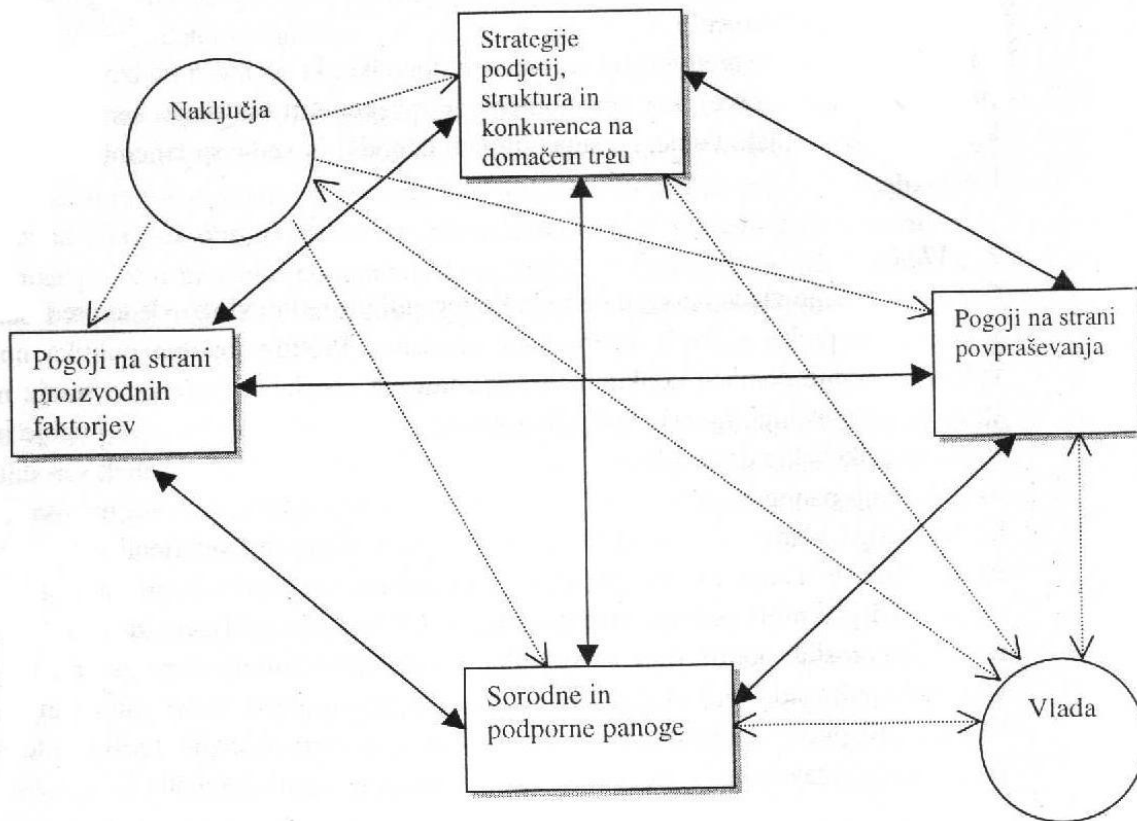 Strategije
podjetij,
struktura in
konkurenca na
domačem trgu
Naključja
Pogoji na strani
povpraševanja
Pogoji na strani
proizvodnih
faktorjev
Sorodne in
podporne panoge
Vlada